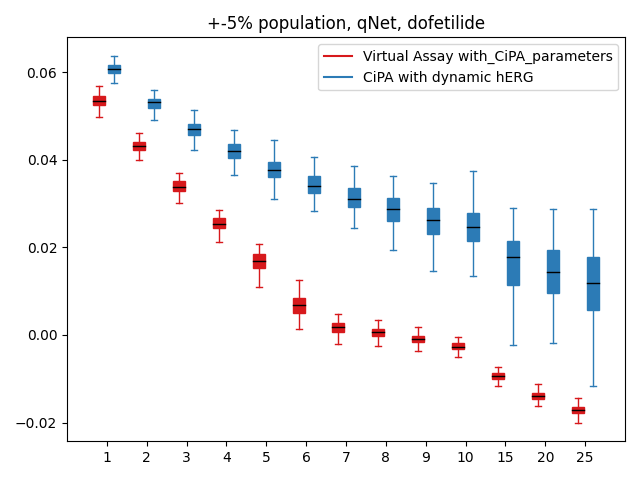 +-5% population, qNet, dofetilide
Virtual Assay with_CiPA_parameters
CiPA with dynamic hERG
0.06
0.04
0.02
0.00
−0.02
1 2 3 4 5 6 7 8 9 10 15 20 25